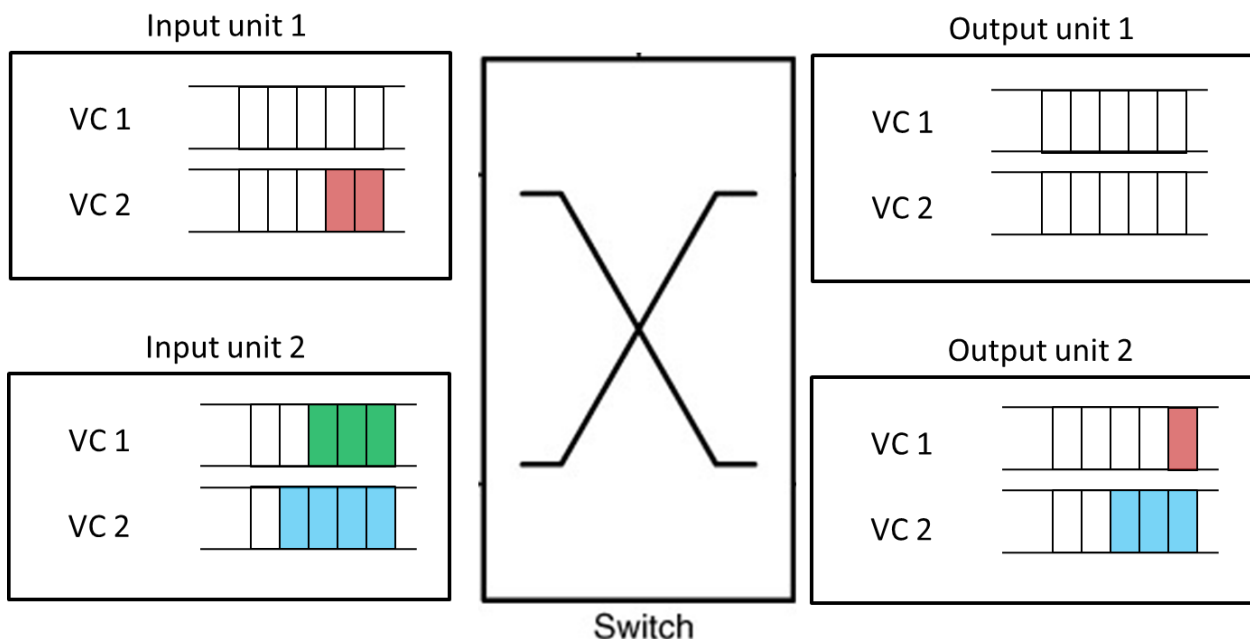 Input unit 1
VC 1
VC 2
Input unit 2
VC 1
VC 2
Switch
Output unit 1
VC 1
VC 2
Output unit 2
VC 1
VC 2